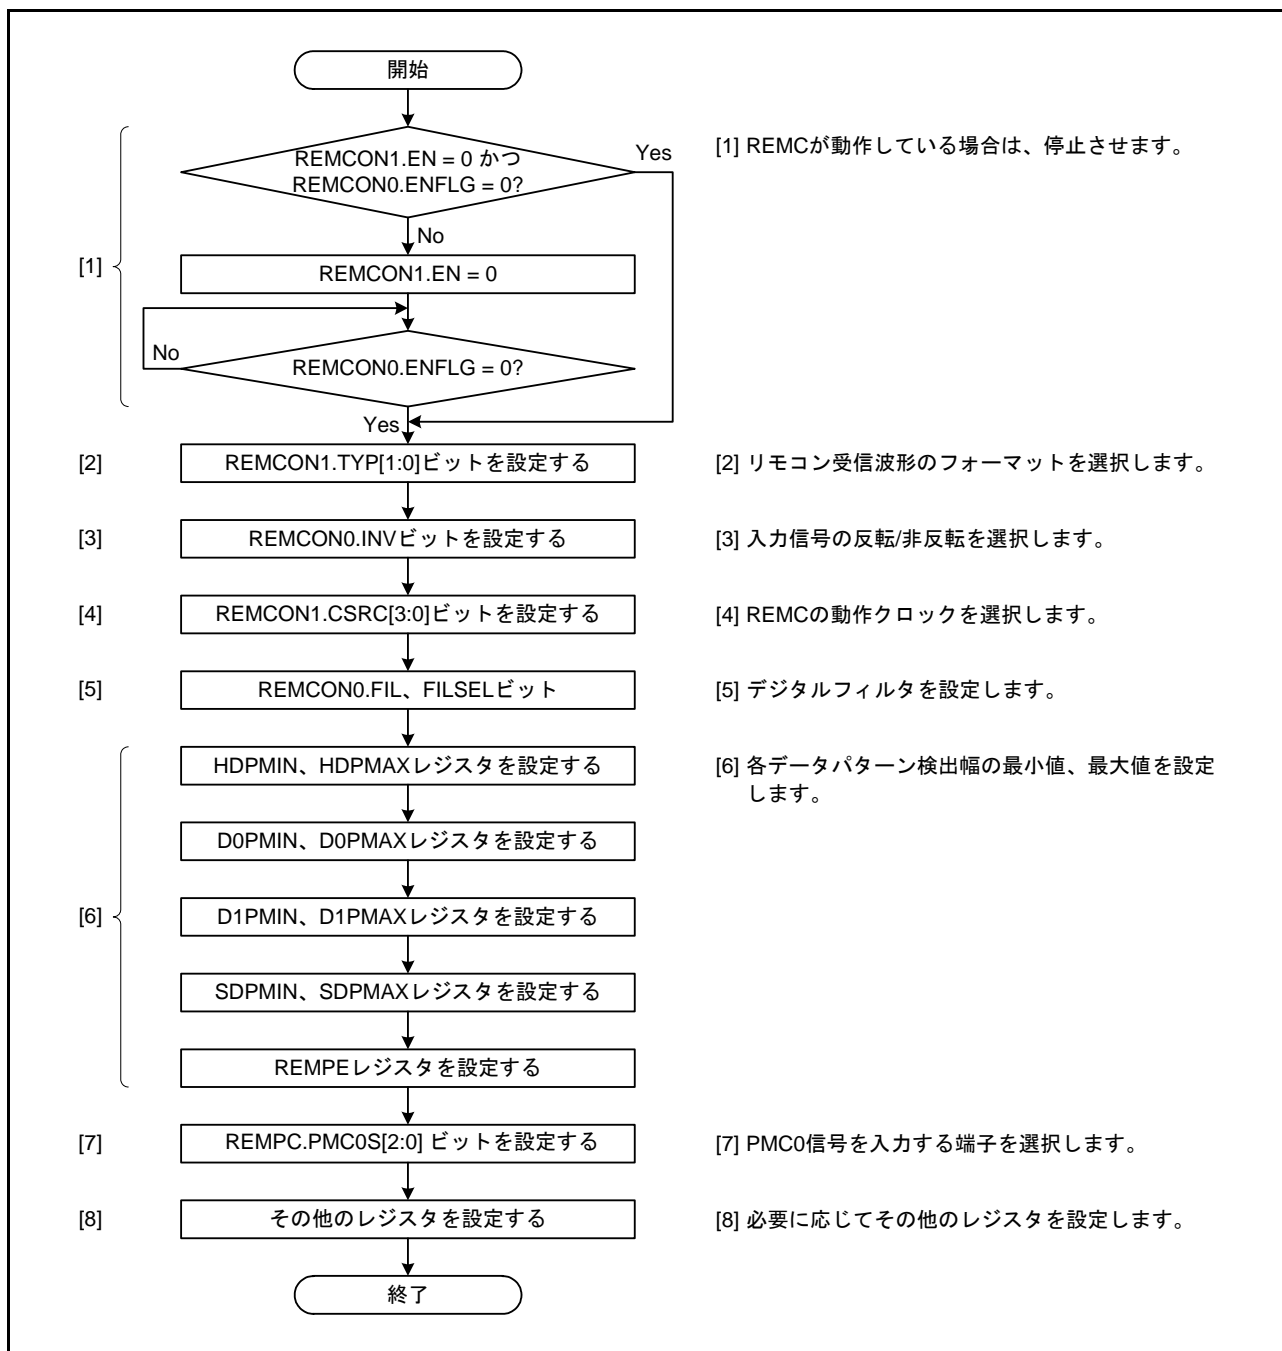 開始
REMCON1.EN = 0 かつ
REMCON0.ENFLG = 0?
Yes
[1] REMCが動作している場合は、停止させます。
No
[1]
REMCON1.EN = 0
No
REMCON0.ENFLG = 0?
Yes
[2]
REMCON1.TYP[1:0]ビットを設定する
[2] リモコン受信波形のフォーマットを選択します。
[3]
REMCON0.INVビットを設定する
[3] 入力信号の反転/非反転を選択します。
[4]
REMCON1.CSRC[3:0]ビットを設定する
[4] REMCの動作クロックを選択します。
[5]
REMCON0.FIL、FILSELビット
[5] デジタルフィルタを設定します。
HDPMIN、HDPMAXレジスタを設定する
[6] 各データパターン検出幅の最小値、最大値を設定
します。
D0PMIN、D0PMAXレジスタを設定する
[6]
D1PMIN、D1PMAXレジスタを設定する
SDPMIN、SDPMAXレジスタを設定する
REMPEレジスタを設定する
[7]
REMPC.PMC0S[2:0] ビットを設定する
[7] PMC0信号を入力する端子を選択します。
[8]
その他のレジスタを設定する
[8] 必要に応じてその他のレジスタを設定します。
終了